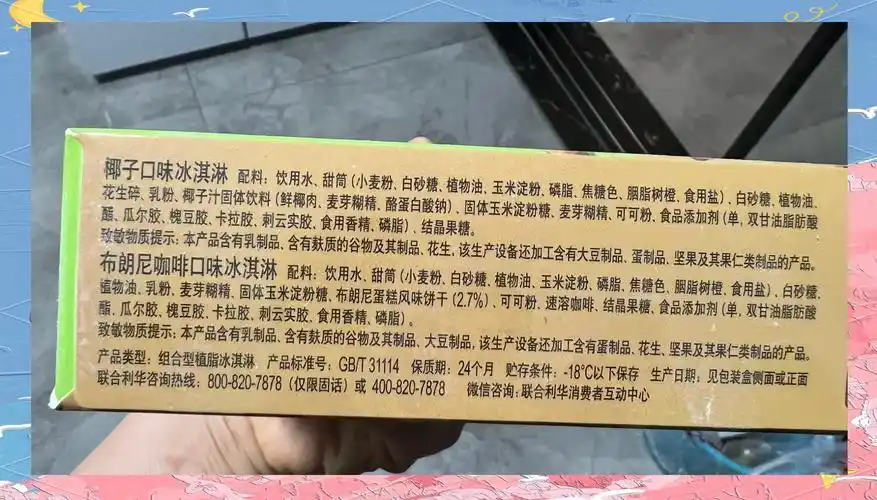 椰子口味冰淇淋 配料：饮用水、甜筒（小麦粉、白砂糖、植物油、玉米淀粉、磷脂、焦糖色、胭脂树橙、食用盐）、白砂糖、植物油、
花生碎、乳粉、椰子汁固体饮料（鲜椰肉、麦芽糊精、酪蛋白酸钠）、固体玉米淀粉糖、麦芽糊精、可可粉、食品添加剂（单，双甘油脂肪酸
酯、瓜尔胶、槐豆胶、卡拉胶、刺云实胶、食用香精、磷脂）、结晶果糖。
致敏物质提示：本产品含有乳制品、含有麸质的谷物及其制品、花生，该生产设备还加工含有大豆制品、蛋制品、坚果及其果仁类制品的产品。
布朗尼咖啡口味冰淇淋 配料：饮用水、甜筒（小麦粉、白砂糖、植物油、玉米淀粉、磷脂、焦糖色、胭脂树橙、食用盐）、白砂糖、
植物油、乳粉、麦芽糊精、固体玉米淀粉糖、布朗尼蛋糕风味饼干（2.7%）、可可粉、速溶咖啡、结晶果糖、食品添加剂（单，双甘油脂肪酸
酯、瓜尔胶、槐豆胶、卡拉胶、刺云实胶、食用香精、磷脂）。
致敏物质提示：本产品含有乳制品、含有麸质的谷物及其制品、大豆制品，该生产设备还加工含有蛋制品、花生、坚果及其果仁类制品的产品。
产品类型：组合型植脂冰淇淋 产品标准号：GB/T 31114 保质期：24个月 贮存条件：-18°C以下保存 生产日期：见包装盒侧面或正面
联合利华咨询热线：800-820-7878（仅限固话）或 400-820-7878 微信咨询：联合利华消费者互动中心